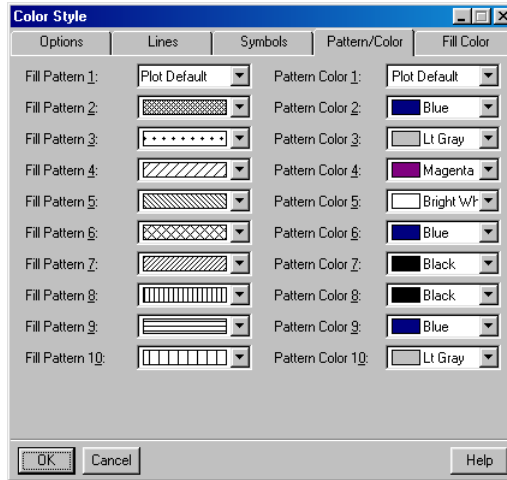 Color Style
Options Lines Symbols Pattern/Color Fill Color
Fill Pattern 1: Plot Default Pattern Color 1: Plot Default
Fill Pattern 2: Pattern Color 2: Blue
Fill Pattern 3: Pattern Color 3: Lt Gray
Fill Pattern 4: Pattern Color 4: Magenta
Fill Pattern 5: Pattern Color 5: Bright Wh
Fill Pattern 6: Pattern Color 6: Blue
Fill Pattern 7: Pattern Color 7: Black
Fill Pattern 8: Pattern Color 8: Black
Fill Pattern 9: Pattern Color 9: Blue
Fill Pattern 10: Pattern Color 10: Lt Gray
OK Cancel Help